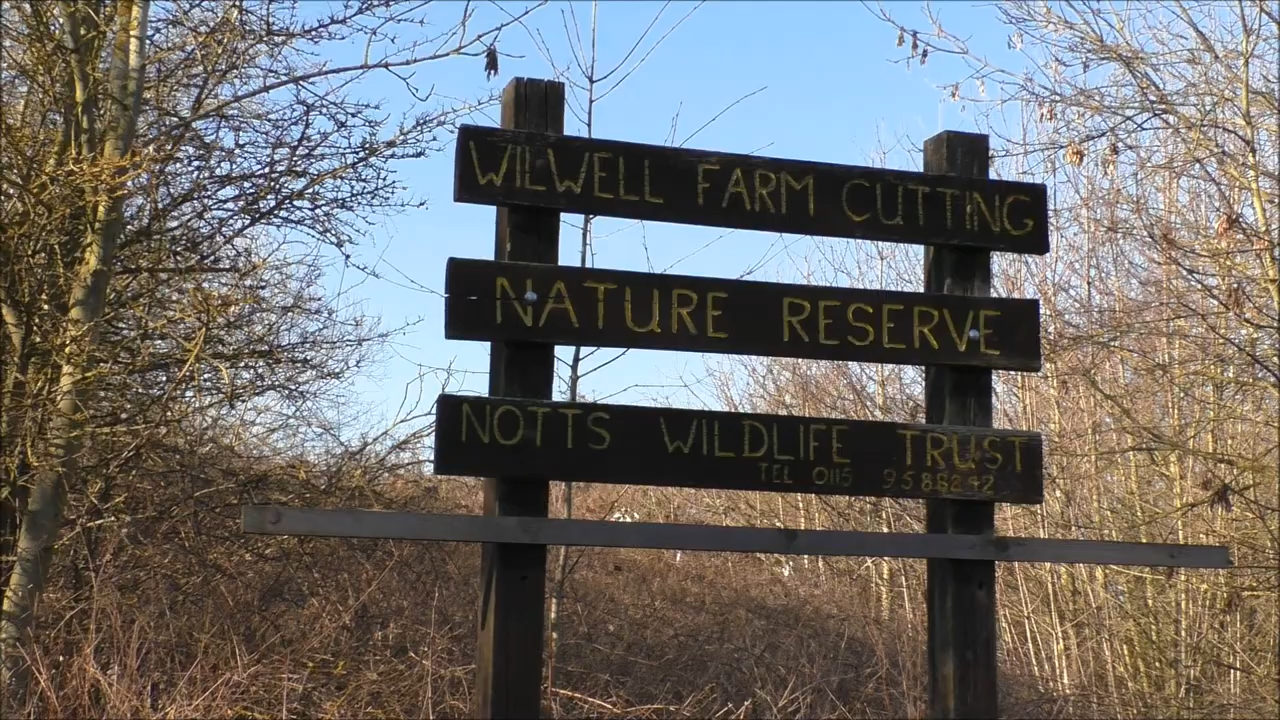 WILWELL FARM CUTTING
NATURE RESERVE
NOTTS WILDLIFE TRUST
TEL 0115 9588242